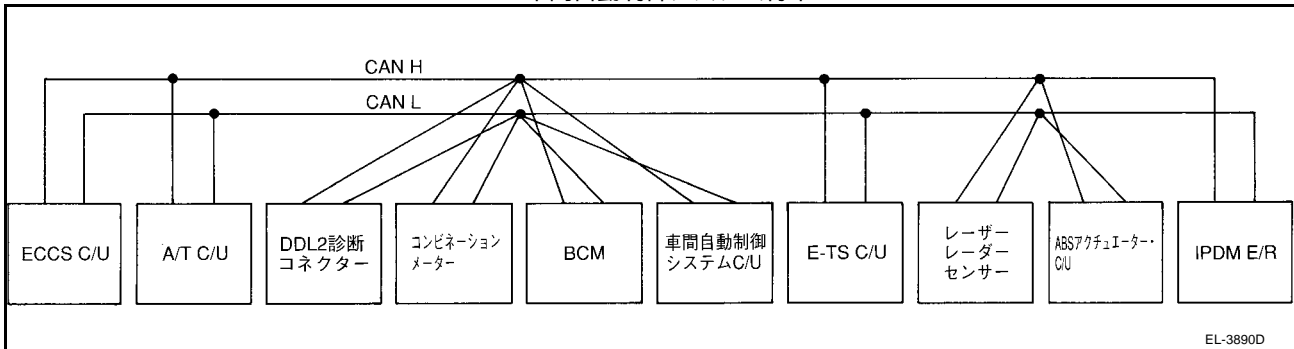 CAN H
CAN L
ECCS C/U
A/T C/U
DDL2診断
コネクター
コンビネーション
メーター
BCM
車間自動制御
システムC/U
E-TS C/U
レーザー
レーダー
センサー
ABSアクチュエーター・
C/U
IPDM E/R
EL-3890D